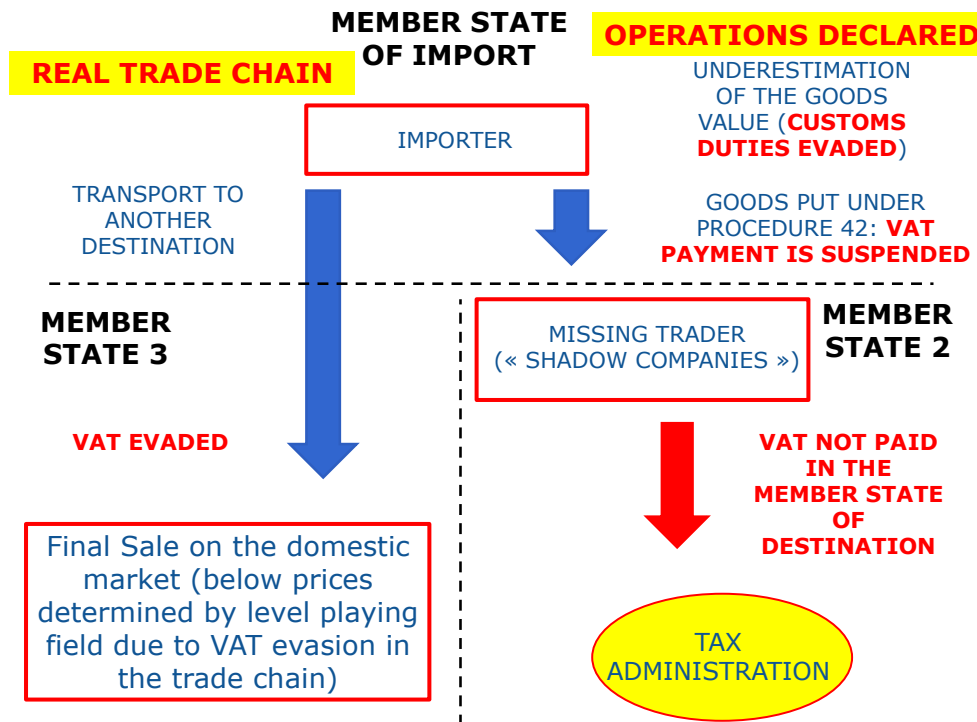 MEMBER STATE
OF IMPORT
REAL TRADE CHAIN
OPERATIONS DECLARED
UNDERESTIMATION
OF THE GOODS
VALUE (CUSTOMS
DUTIES EVADED)
IMPORTER
TRANSPORT TO
ANOTHER
DESTINATION
GOODS PUT UNDER
PROCEDURE 42: VAT
PAYMENT IS SUSPENDED
MEMBER
STATE 3
MISSING TRADER
(« SHADOW COMPANIES »)
MEMBER
STATE 2
VAT EVADED
VAT NOT PAID
IN THE
MEMBER STATE
OF
DESTINATION
Final Sale on the domestic
market (below prices
determined by level playing
field due to VAT evasion in
the trade chain)
TAX
ADMINISTRATION